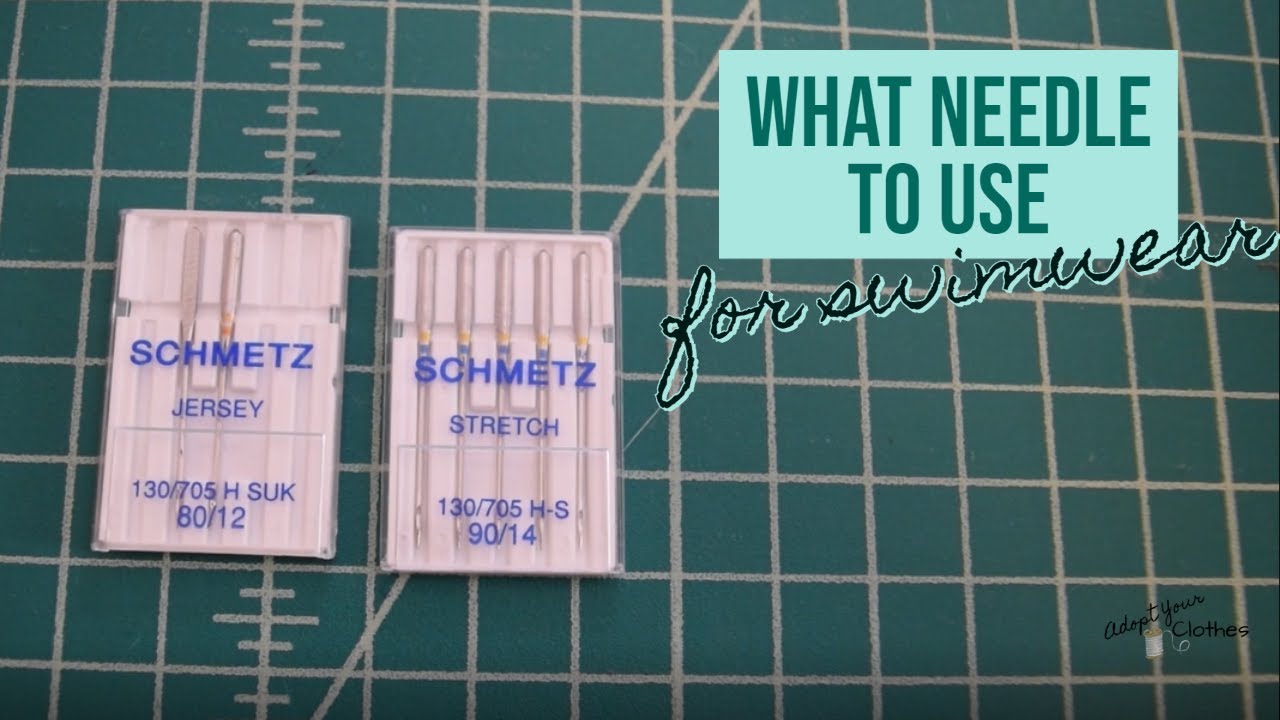 WHAT NEEDLE
TO USE
for swimwear
SCHMETZ
JERSEY
130/705 H SUK
80/12
SCHMETZ
STRETCH
130/705 H-S
90/14
Adopt Your
Clothes